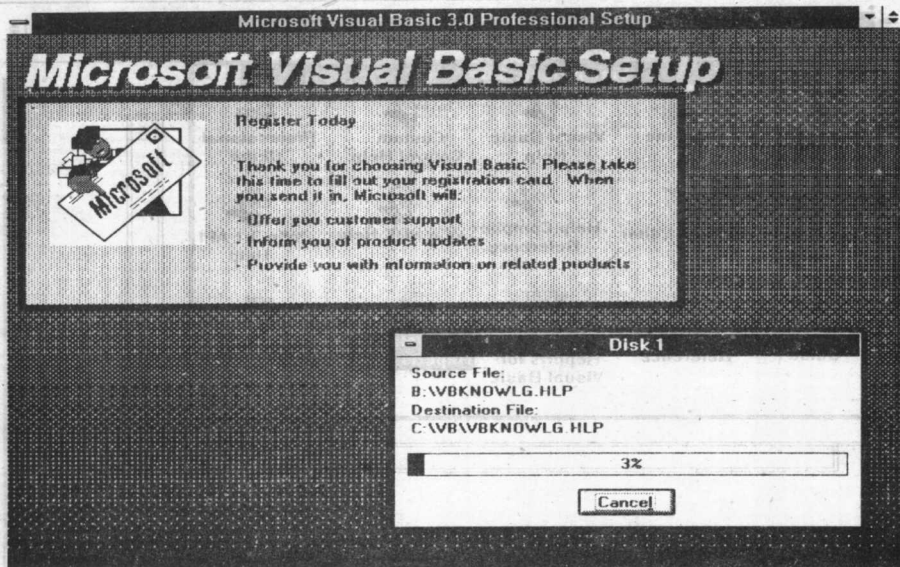 Microsoft Visual Basic 3.0 Professional Setup
Microsoft Visual Basic Setup
Register Today
Microsoft
Thank you for choosing Visual Basic. Please take
this time to fill out your registration card. When
you send it in, Microsoft will:
- Offer you customer support
- Inform you of product updates
- Provide you with information on related products
Disk 1
Source File:
B:\VBKNOWLG.HLP
Destination File:
C:\VB\VBKNOWLG.HLP
3%
Cancel